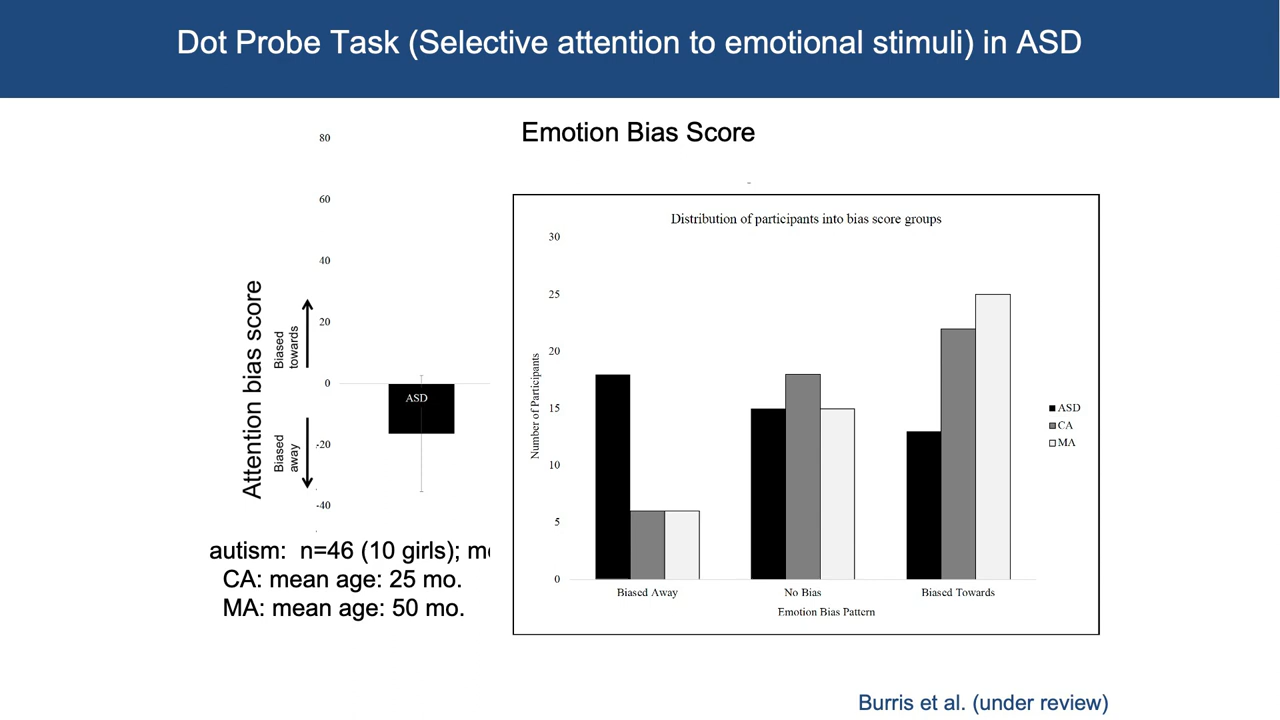 Dot Probe Task (Selective attention to emotional stimuli) in ASD
Emotion Bias Score
80
60
40
20
0
-20
-40
Attention bias score
Biased
towards
Biased
away
ASD
autism: n=46 (10 girls);
CA: mean age: 25 mo.
MA: mean age: 50 mo.
Distribution of participants into bias score groups
30
25
20
15
10
5
0
Number of Participants
Biased Away
No Bias
Biased Towards
Emotion Bias Pattern
ASD
CA
MA
Burris et al. (under review)